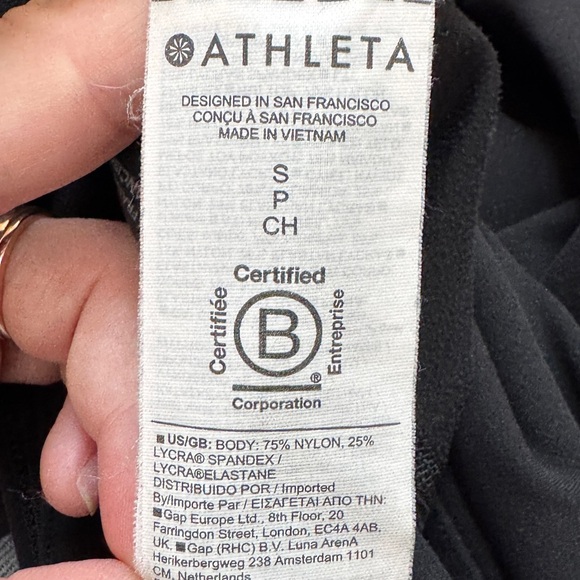 ATHLETA
DESIGNED IN SAN FRANCISCO
CONÇU À SAN FRANCISCO
MADE IN VIETNAM
S
P
CH
Certified
Certifiée
B
Entreprise
®
Corporation
US/GB: BODY: 75% NYLON, 25%
LYCRA® SPANDEX /
LYCRA®ELASTANE
DISTRIBUIDO POR / Imported
By/Importe Par / ΕΙΣΑΓΕΤΑΙ ΑΠΟ ΤΗΝ:
Gap Europe Ltd., 8th Floor, 20
Farringdon Street, London, EC4A 4AB,
UK. Gap (RHC) B.V. Luna ArenA
Herikerbergweg 238 Amsterdam 1101
CM, Netherlands